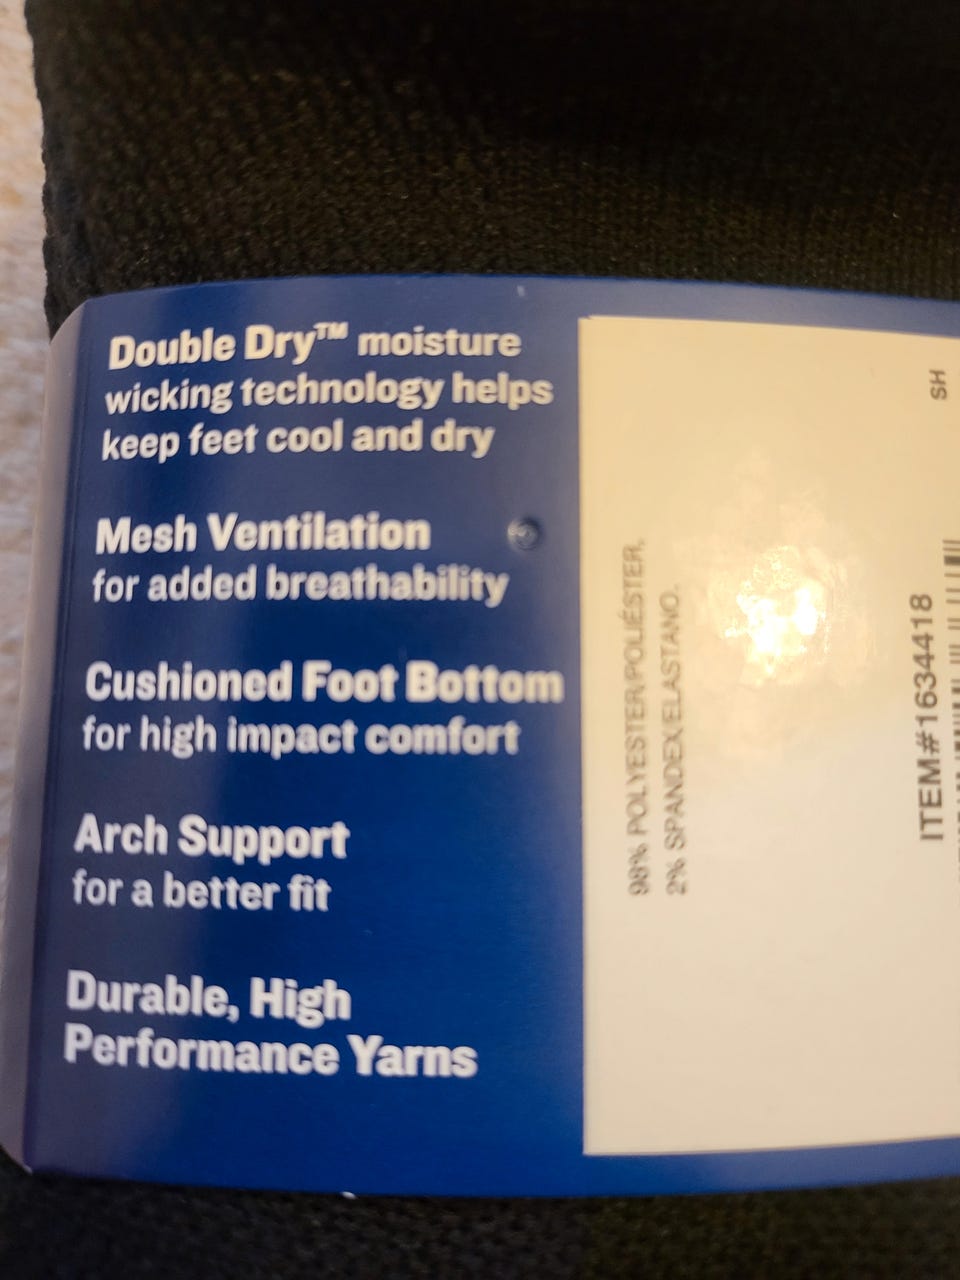 Double Dry™ moisture
wicking technology helps
keep feet cool and dry
Mesh Ventilation
for added breathability
Cushioned Foot Bottom
for high impact comfort
Arch Support
for a better fit
Durable, High
Performance Yarns
98% POLYESTER/POLIÉSTER,
2% SPANDEX/ELASTANO.
SH
ITEM#1634418